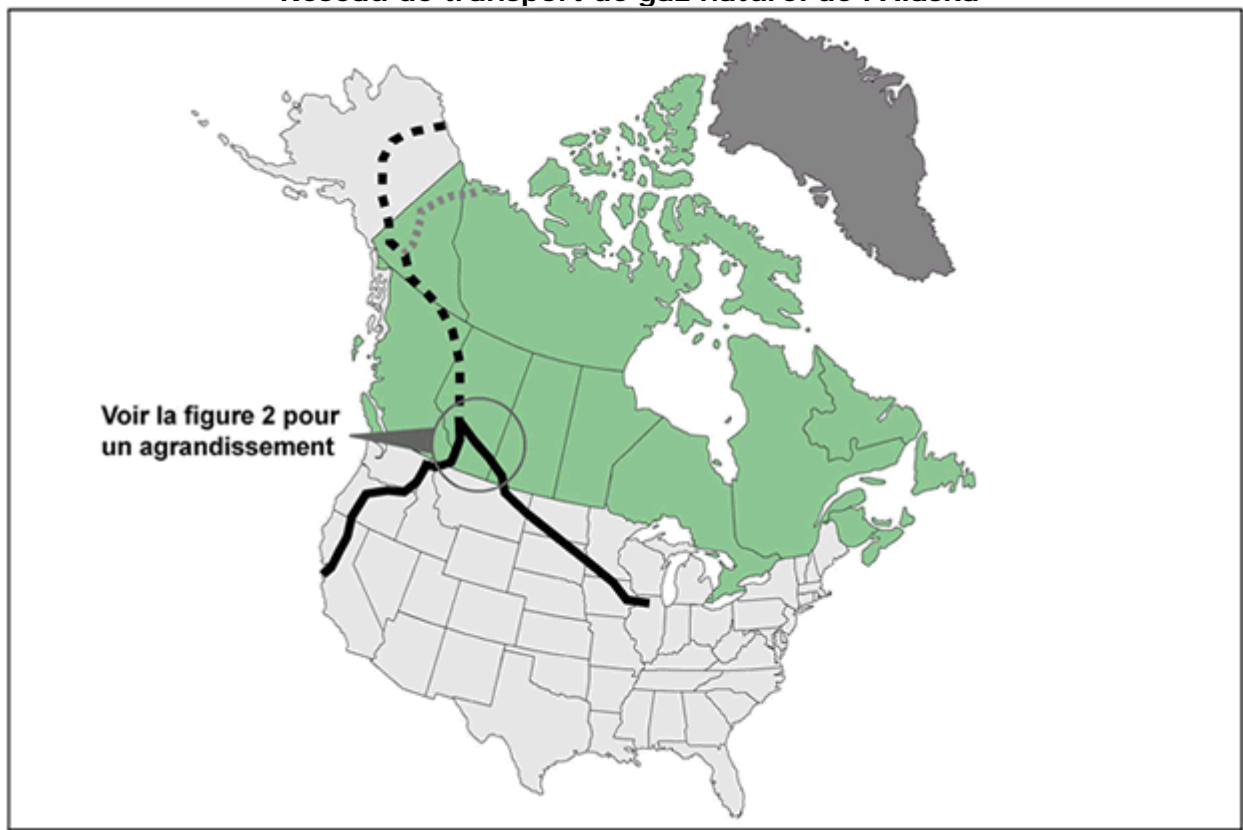 Réseau de transport de gaz naturel de l'Alaska
Voir la figure 2 pour
un agrandissement